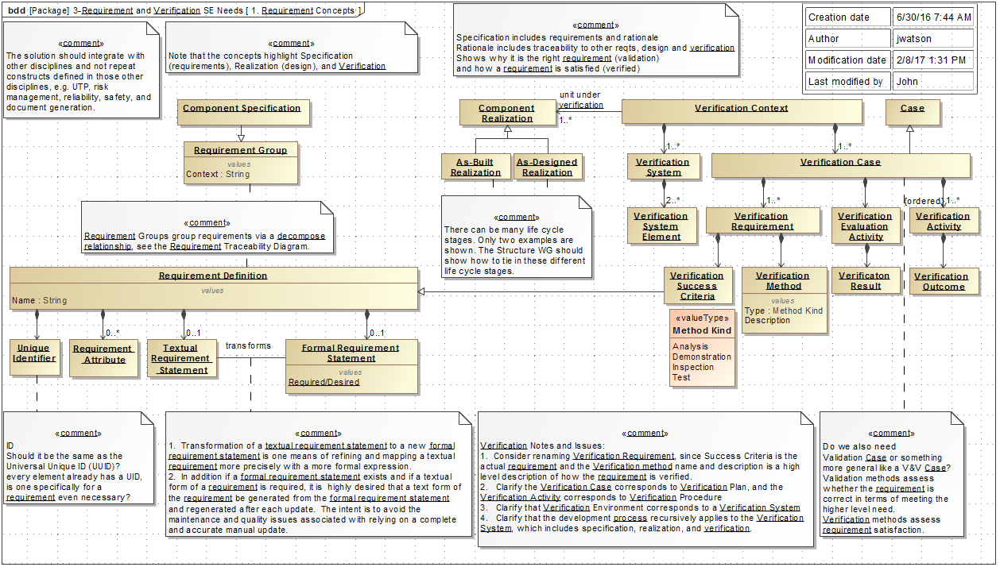 bdd [Package] 3-Requirement and Verification SE Needs [ 1. Requirement Concepts ]
«comment»
The solution should integrate with
other disciplines and not repeat
constructs defined in those other
disciplines, e.g. UTP, risk
management, reliability, safety, and
document generation.
«comment»
Note that the concepts highlight Specification
(requirements), Realization (design), and Verification
«comment»
Specification includes requirements and rationale
Rationale includes traceability to other reqts, design and verification
Shows why it is the right requirement (validation)
and how a requirement is satisfied (verified)
Creation date 6/30/16 7:44 AM
Author jwatson
Modification date 2/8/17 1:31 PM
Last modified by John
Component Specification
Requirement Group
values
Context : String
Component
Realization
unit under
verification
1..*
Verification Context
Case
As-Built
Realization
As-Designed
Realization
1..*
1..*
Verification
System
Verification Case
2..*
1..*
{ordered}
1..*
Verification
System
Element
Verification
Requirement
Verification
Evaluation
Activity
Verification
Activity
«comment»
Requirement Groups group requirements via a decompose
relationship, see the Requirement Traceability Diagram.
«comment»
There can be many life cycle
stages. Only two examples are
shown. The Structure WG should
show how to tie in these different
life cycle stages.
Requirement Definition
values
Name : String
Verification
Success
Criteria
Verification
Method
values
Type : Method Kind
Description
Verificaton
Result
Verification
Outcome
«valueType»
Method Kind
Analysis
Demonstration
Inspection
Test
0..*
0..1
0..1
Unique
Identifier
Requirement
Attribute
Textual
Requirement
Statement
transforms
Formal Requirement
Statement
values
Required/Desired
«comment»
ID
Should it be the same as the
Universal Unique ID (UUID)?
every element already has a UID,
is one specifically for a
requirement even necessary?
«comment»
1. Transformation of a textual requirement statement to a new formal
requirement statement is one means of refining and mapping a textual
requirement more precisely with a more formal expression.
2. In addition if a formal requirement statement exists and if a textual
form of a requirement is required, it is highly desired at that text form of
the requirement be generated from the formal requirement statement
and regenerated after each update. The intent is to avoid the
maintenance and quality issues associated with relying on a complete
and accurate manual update.
«comment»
Verification Notes and Issues:
1. Consider renaming Verification Requirement, since Success Criteria is the
actual requirement and the Verification method name and description is a high
level description of how the requirement is verified.
2. Clarify the Verification Case corresponds to Verification Plan, and the
Verification Activity corresponds to Verification Procedure
3. Clarify that Verification Environment corresponds to a Verification System
4. Clarify that the development process recursively applies to the Verification
System, which includes specification, realization, and verification.
«comment»
Do we also need
Validation Case or something
more general like a V&V Case?
Validation methods assess
whether the requirement is
correct in terms of meeting the
higher level need.
Verification methods assess
requirement satisfaction.